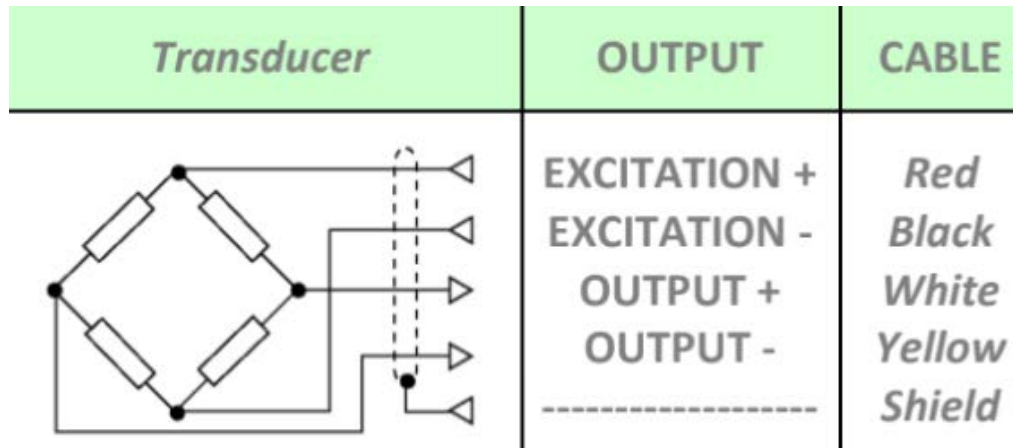 Transducer OUTPUT CABLE
EXCITATION + Red
EXCITATION - Black
OUTPUT + White
OUTPUT - Yellow
------------------- Shield